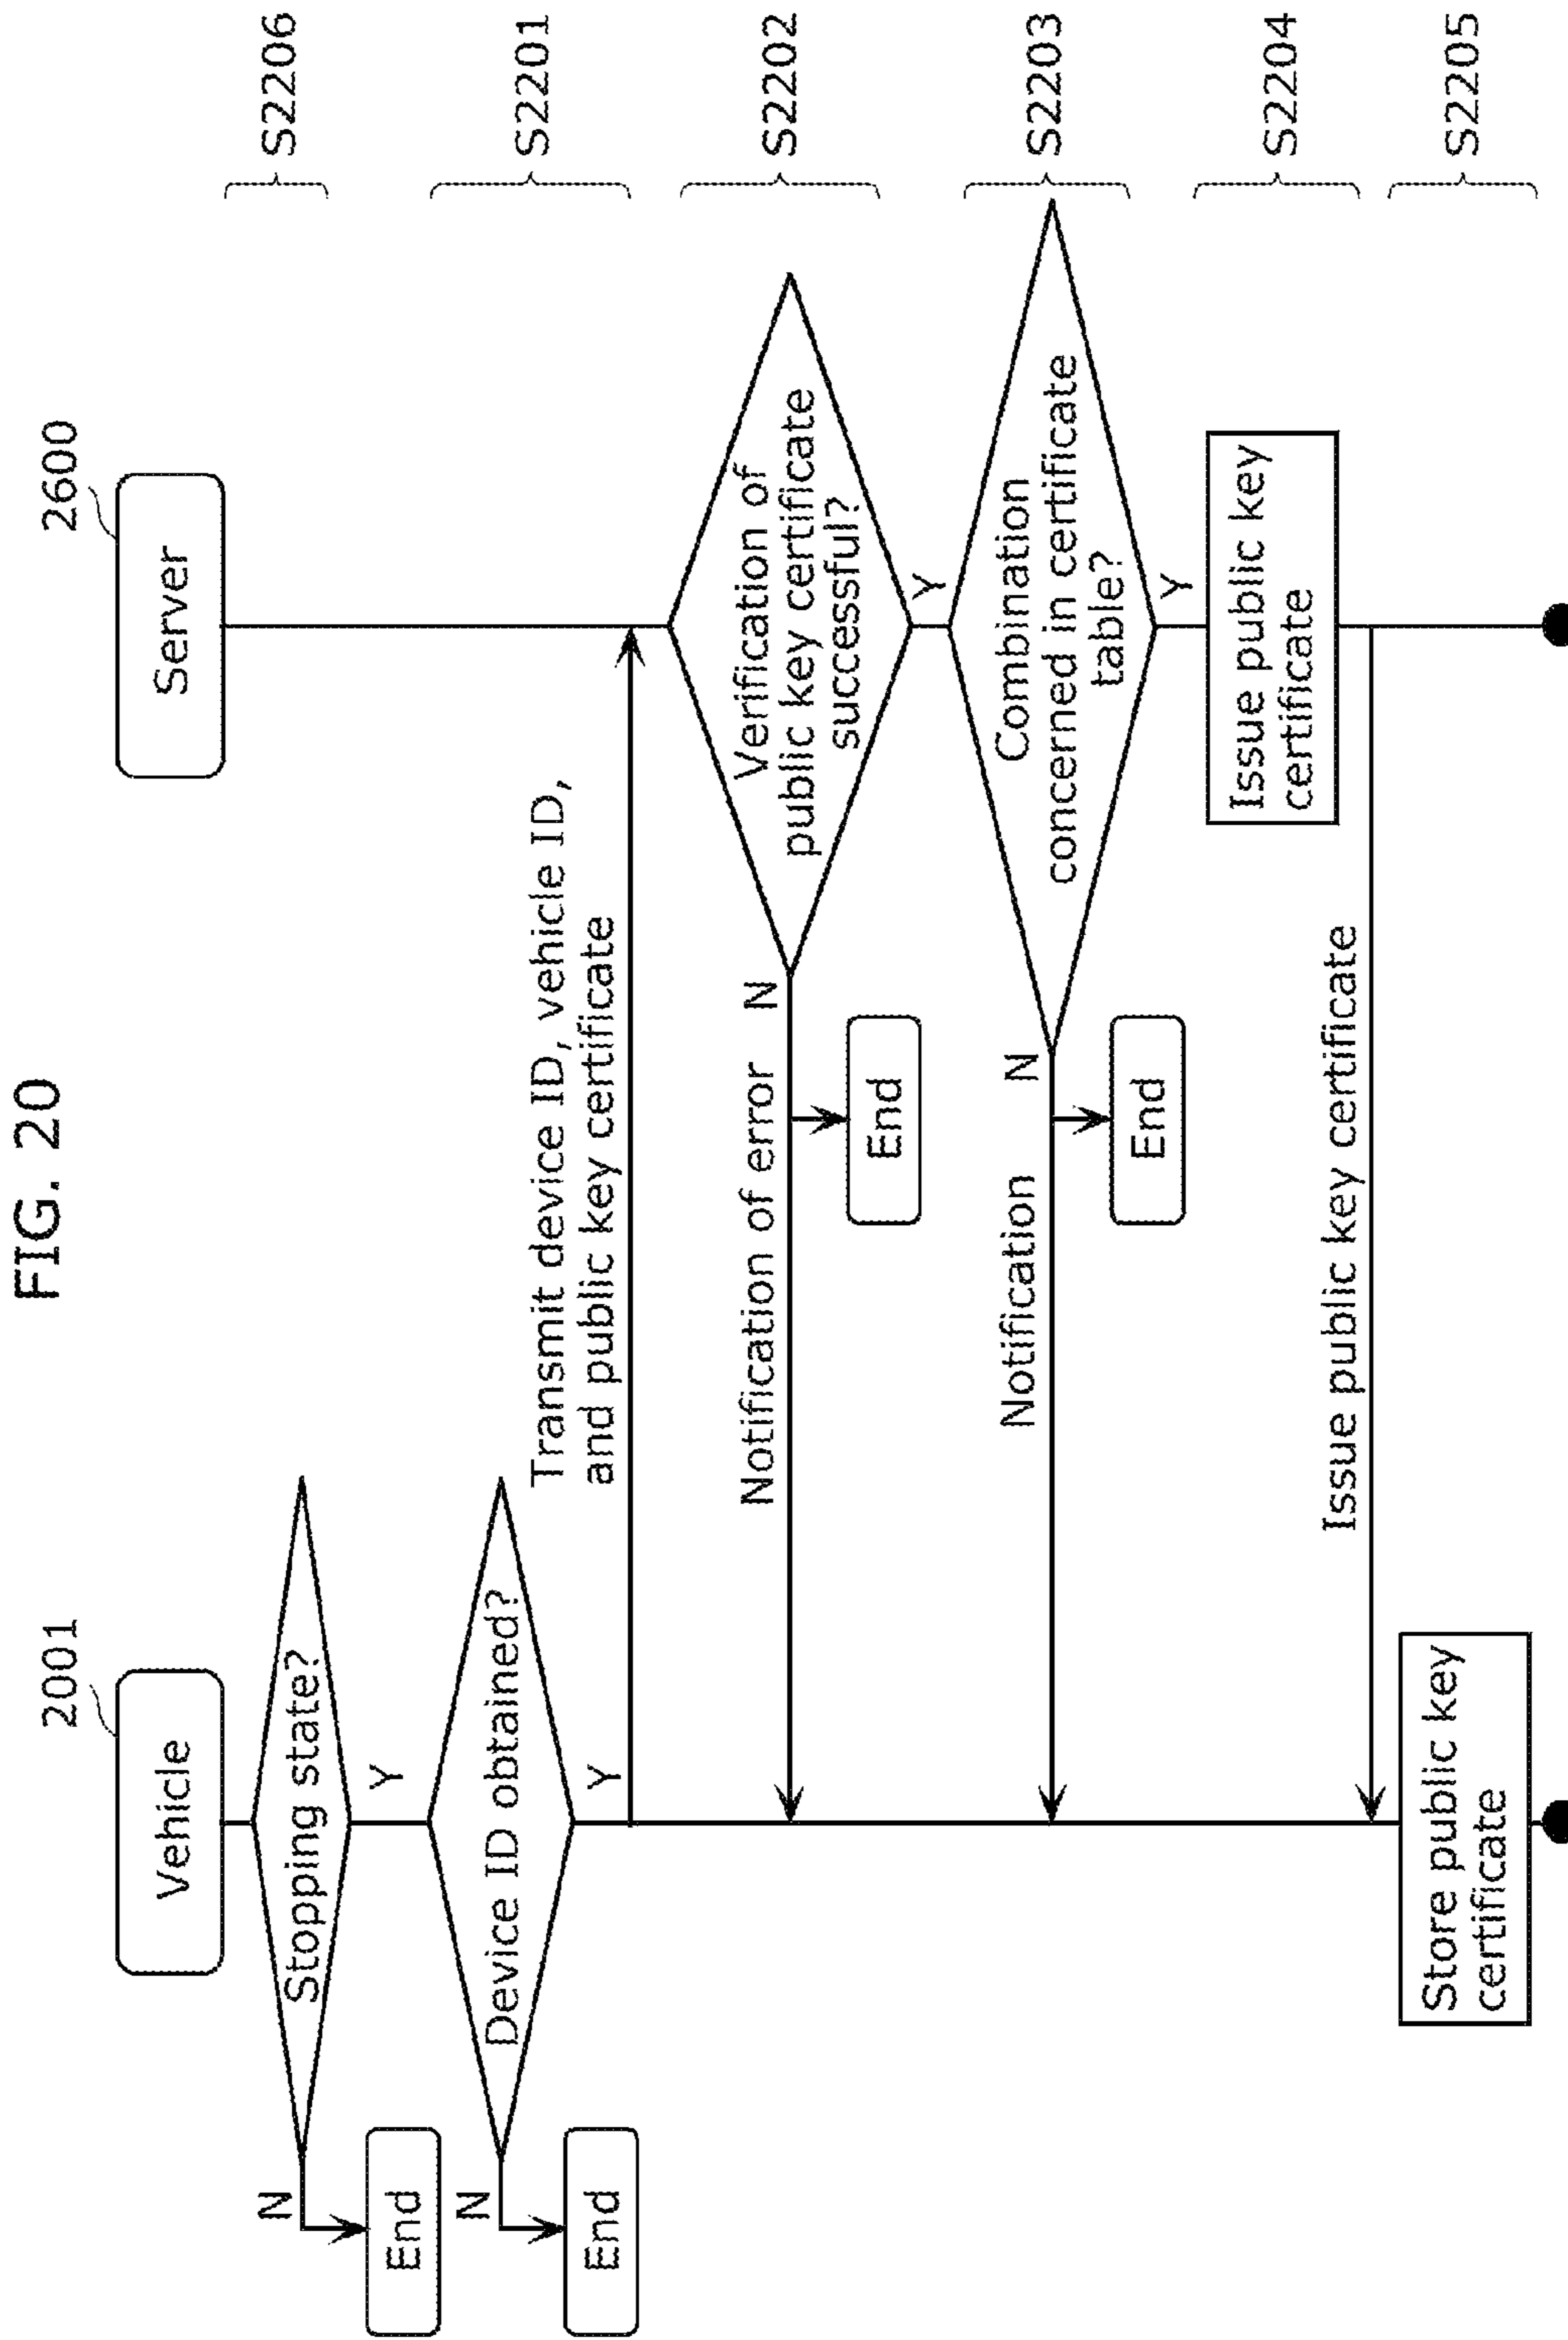 FIG. 20
2001
2600
Vehicle
Server
Stopping state?
N
Y
End
S2206
Device ID obtained?
N
Y
End
Transmit device ID, vehicle ID,
and public key certificate
S2201
Verification of
public key certificate
successful?
N
Y
Notification of error
End
S2202
Combination
concerned in certificate
table?
N
Y
Notification
End
S2203
Issue public key
certificate
Issue public key certificate
S2204
Store public key
certificate
S2205